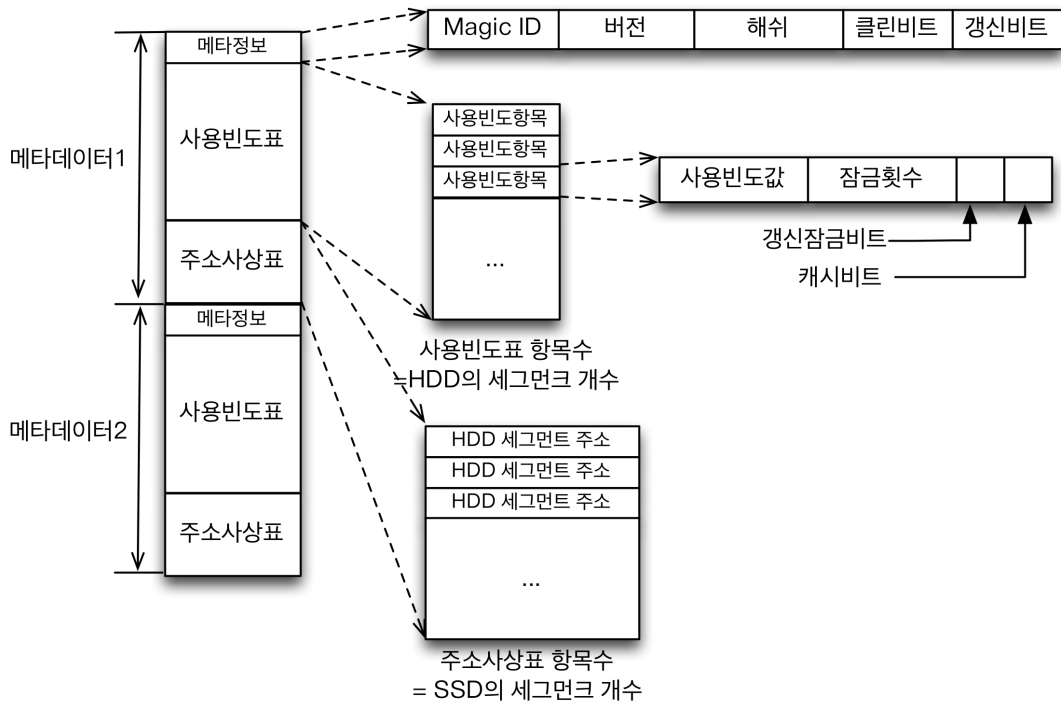 메타정보
사용빈도표
주소사상표
메타데이터1
메타정보
사용빈도표
주소사상표
메타데이터2
Magic ID 버전 해쉬 클린비트 갱신비트
사용빈도항목
사용빈도항목
사용빈도항목
...
사용빈도표 항목수
=HDD의 세그먼크 개수
사용빈도값 잠금횟수
갱신잠금비트
캐시비트
HDD 세그먼트 주소
HDD 세그먼트 주소
HDD 세그먼트 주소
...
주소사상표 항목수
= SSD의 세그먼크 개수